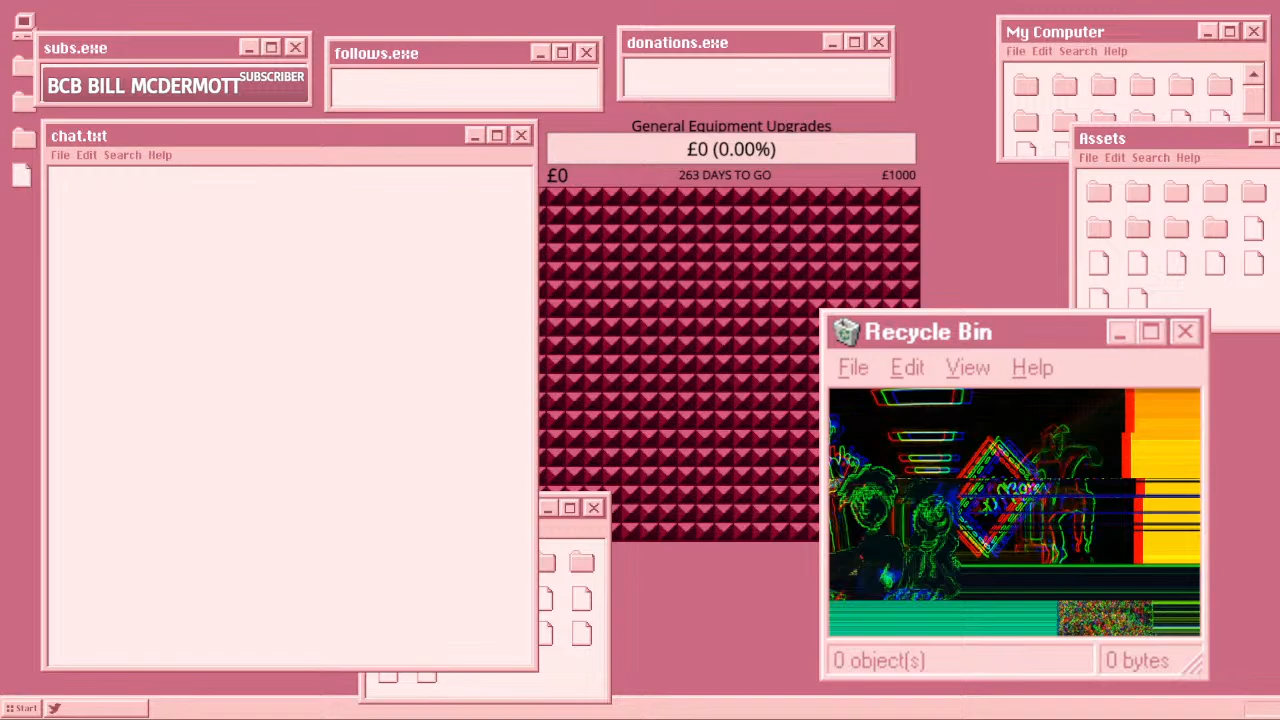 subs.exe
BCB BILL MCDERMOTT SUBSCRIBER
follows.exe
donations.exe
My Computer
File Edit Search Help
Assets
File Edit Search Help
chat.txt
File Edit Search Help
General Equipment Upgrades
£0 (0.00%)
£0 263 DAYS TO GO £1000
Recycle Bin
File Edit View Help
0 object(s) 0 bytes
Start